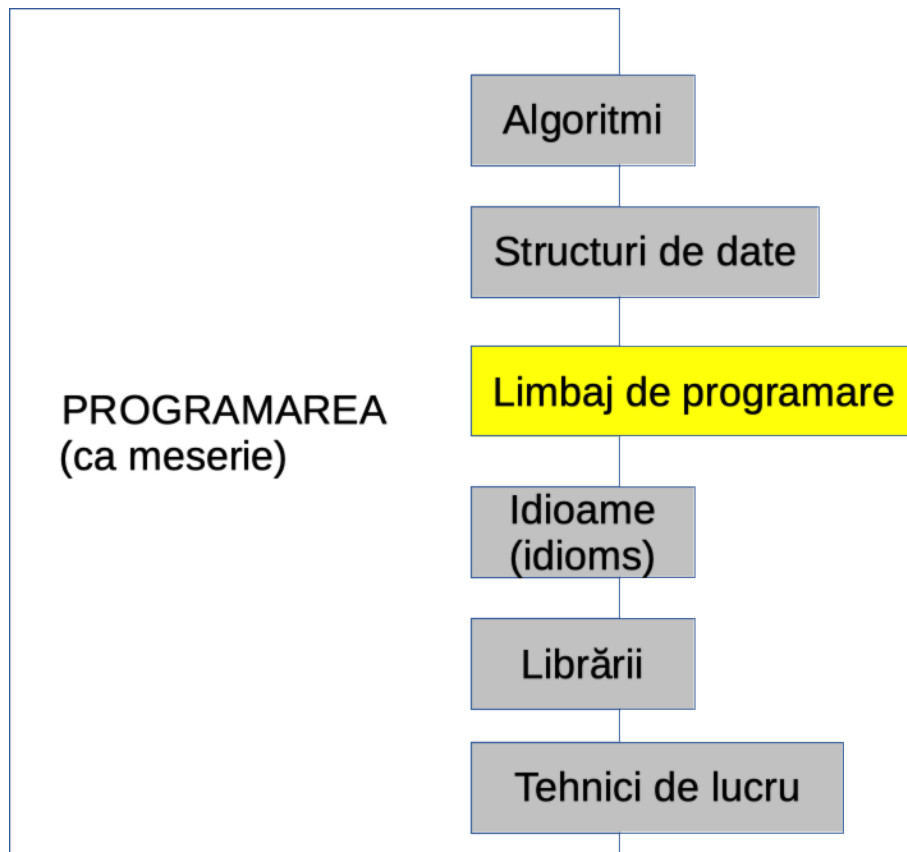 Algoritmi
Structuri de date
Limbaj de programare
PROGRAMAREA
(ca meserie)
Idioame
(idioms)
Librării
Tehnici de lucru